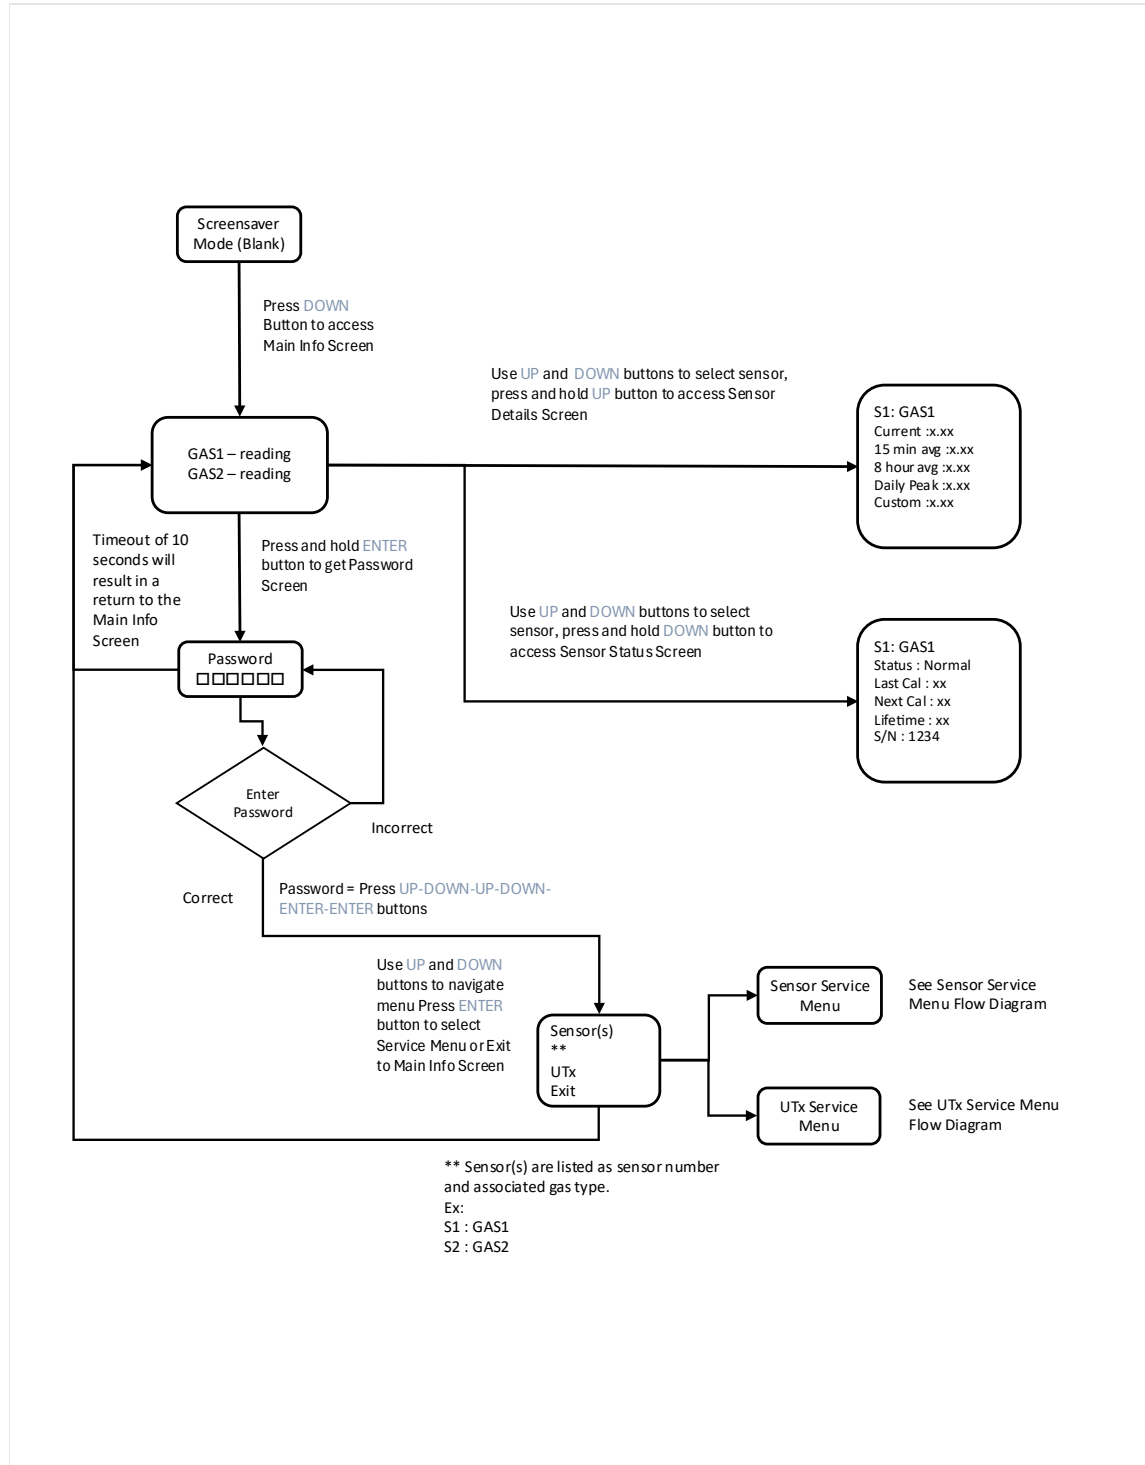 Screensaver
Mode (Blank)
Press DOWN
Button to access
Main Info Screen
Use UP and DOWN buttons to select sensor,
press and hold UP button to access Sensor
Details Screen
S1: GAS1
Current :x.xx
15 min avg :x.xx
8 hour avg :x.xx
Daily Peak :x.xx
Custom :x.xx
GAS1 – reading
GAS2 – reading
Timeout of 10
seconds will
result in a
return to the
Main Info
Screen
Press and hold ENTER
button to get Password
Screen
Use UP and DOWN buttons to select
sensor, press and hold DOWN button to
access Sensor Status Screen
S1: GAS1
Status : Normal
Last Cal : xx
Next Cal : xx
Lifetime : xx
S/N : 1234
Password
Enter
Password
Incorrect
Correct
Password = Press UP-DOWN-UP-DOWN-
ENTER-ENTER buttons
Use UP and DOWN
buttons to navigate
menu Press ENTER
button to select
Service Menu or Exit
to Main Info Screen
Sensor(s)
**
UTx
Exit
Sensor Service
Menu
See Sensor Service
Menu Flow Diagram
UTx Service
Menu
See UTx Service Menu
Flow Diagram
** Sensor(s) are listed as sensor number
and associated gas type.
Ex:
S1 : GAS1
S2 : GAS2